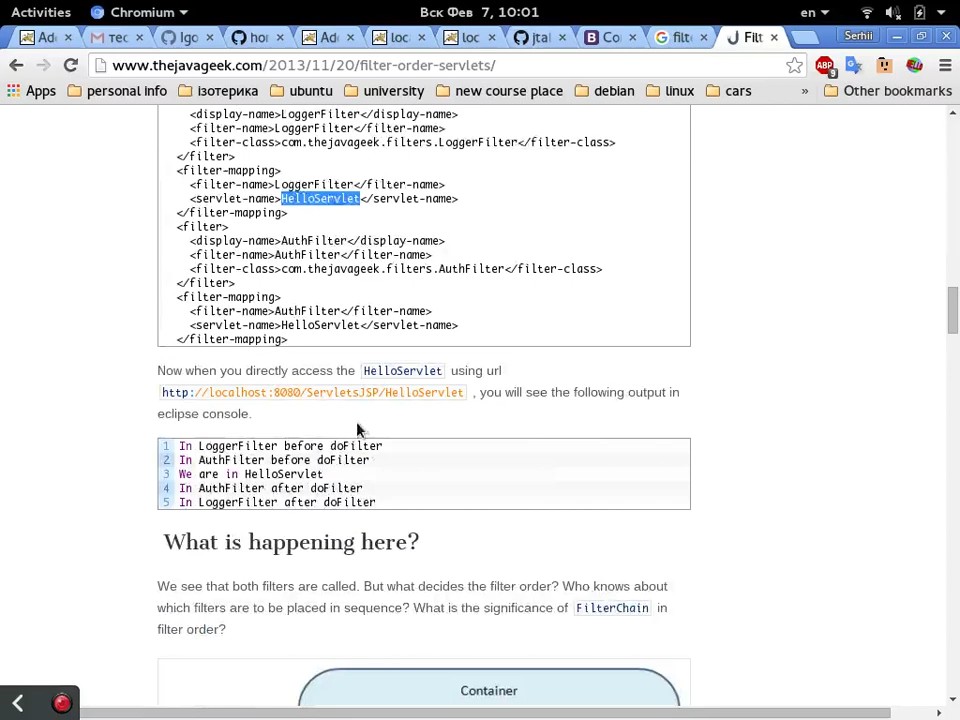 Activities Chromium Вск Фев 7, 10:01 en
Ad тес Igo hor Ad loca loc jtal Co filte Filt Serhii
www.thejavageek.com/2013/11/20/filter-order-servlets/ 9
Apps personal info ізотерика ubuntu university new course place debian linux cars » Other bookmarks
<display-name>LoggerFilter</display-name>
<filter-name>LoggerFilter</filter-name>
<filter-class>com.thejavageek.filters.LoggerFilter</filter-class>
</filter>
<filter-mapping>
<filter-name>LoggerFilter</filter-name>
<servlet-name>HelloServlet</servlet-name>
</filter-mapping>
<filter>
<display-name>AuthFilter</display-name>
<filter-name>AuthFilter</filter-name>
<filter-class>com.thejavageek.filters.AuthFilter</filter-class>
</filter>
<filter-mapping>
<filter-name>AuthFilter</filter-name>
<servlet-name>HelloServlet</servlet-name>
</filter-mapping>
Now when you directly access the HelloServlet using url
http://localhost:8080/ServletsJSP/HelloServlet , you will see the following output in
eclipse console.
1 In LoggerFilter before doFilter
2 In AuthFilter before doFilter
3 We are in HelloServlet
4 In AuthFilter after doFilter
5 In LoggerFilter after doFilter
What is happening here?
We see that both filters are called. But what decides the filter order? Who knows about
which filters are to be placed in sequence? What is the significance of FilterChain in
filter order?
Container